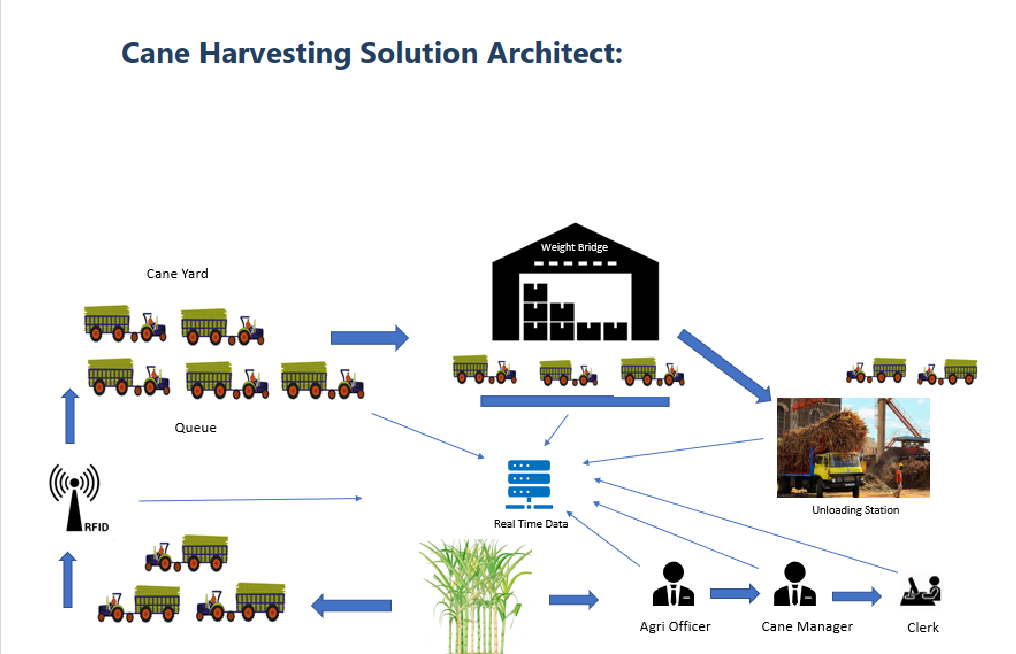 Cane Harvesting Solution Architect:
Weight Bridge
Cane Yard
Queue
RFID
Real Time Data
Unloading Station
Agri Officer
Cane Manager
Clerk